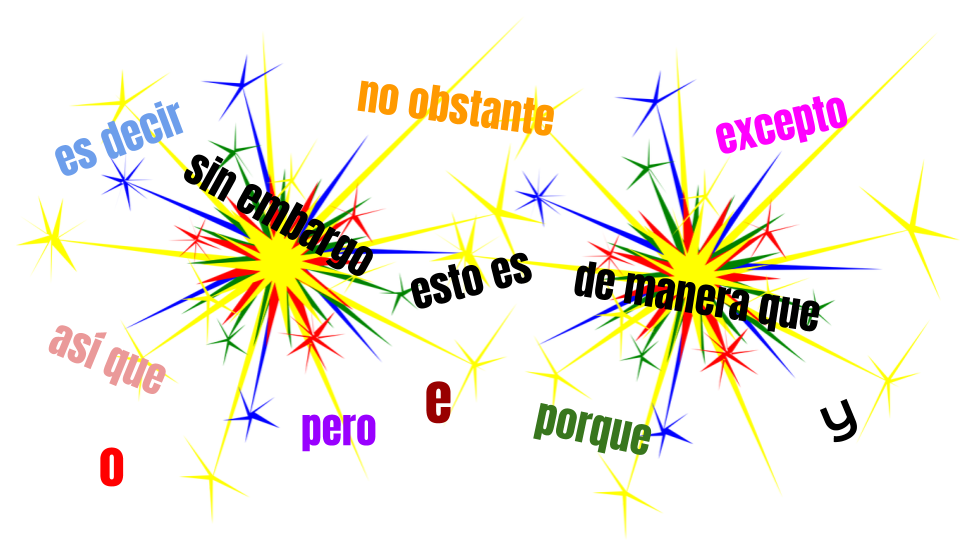 no obstante
es decir
excepto
sin embargo
esto es
de manera que
así que
e
pero
porque
y
o